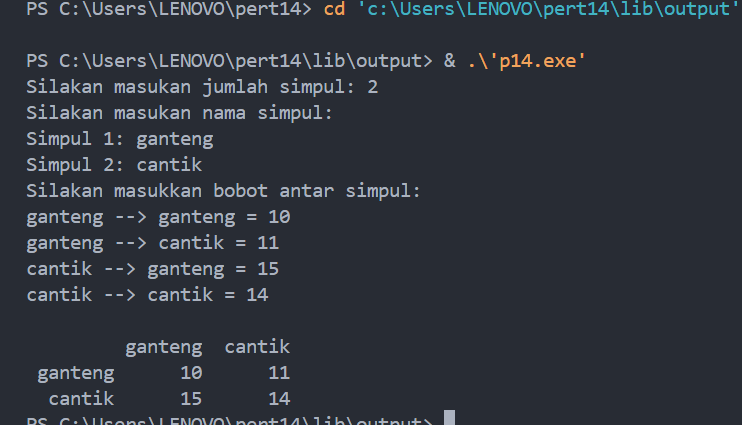 PS C:\Users\LENOVO\pert14> cd 'c:\Users\LENOVO\pert14\lib\output'
PS C:\Users\LENOVO\pert14\lib\output> & .\'p14.exe'
Silakan masukan jumlah simpul: 2
Silakan masukan nama simpul:
Simpul 1: ganteng
Simpul 2: cantik
Silakan masukkan bobot antar simpul:
ganteng --> ganteng = 10
ganteng --> cantik = 11
cantik --> ganteng = 15
cantik --> cantik = 14
ganteng cantik
ganteng 10 11
cantik 15 14
PS C:\Users\LENOVO\pert14\lib\output>